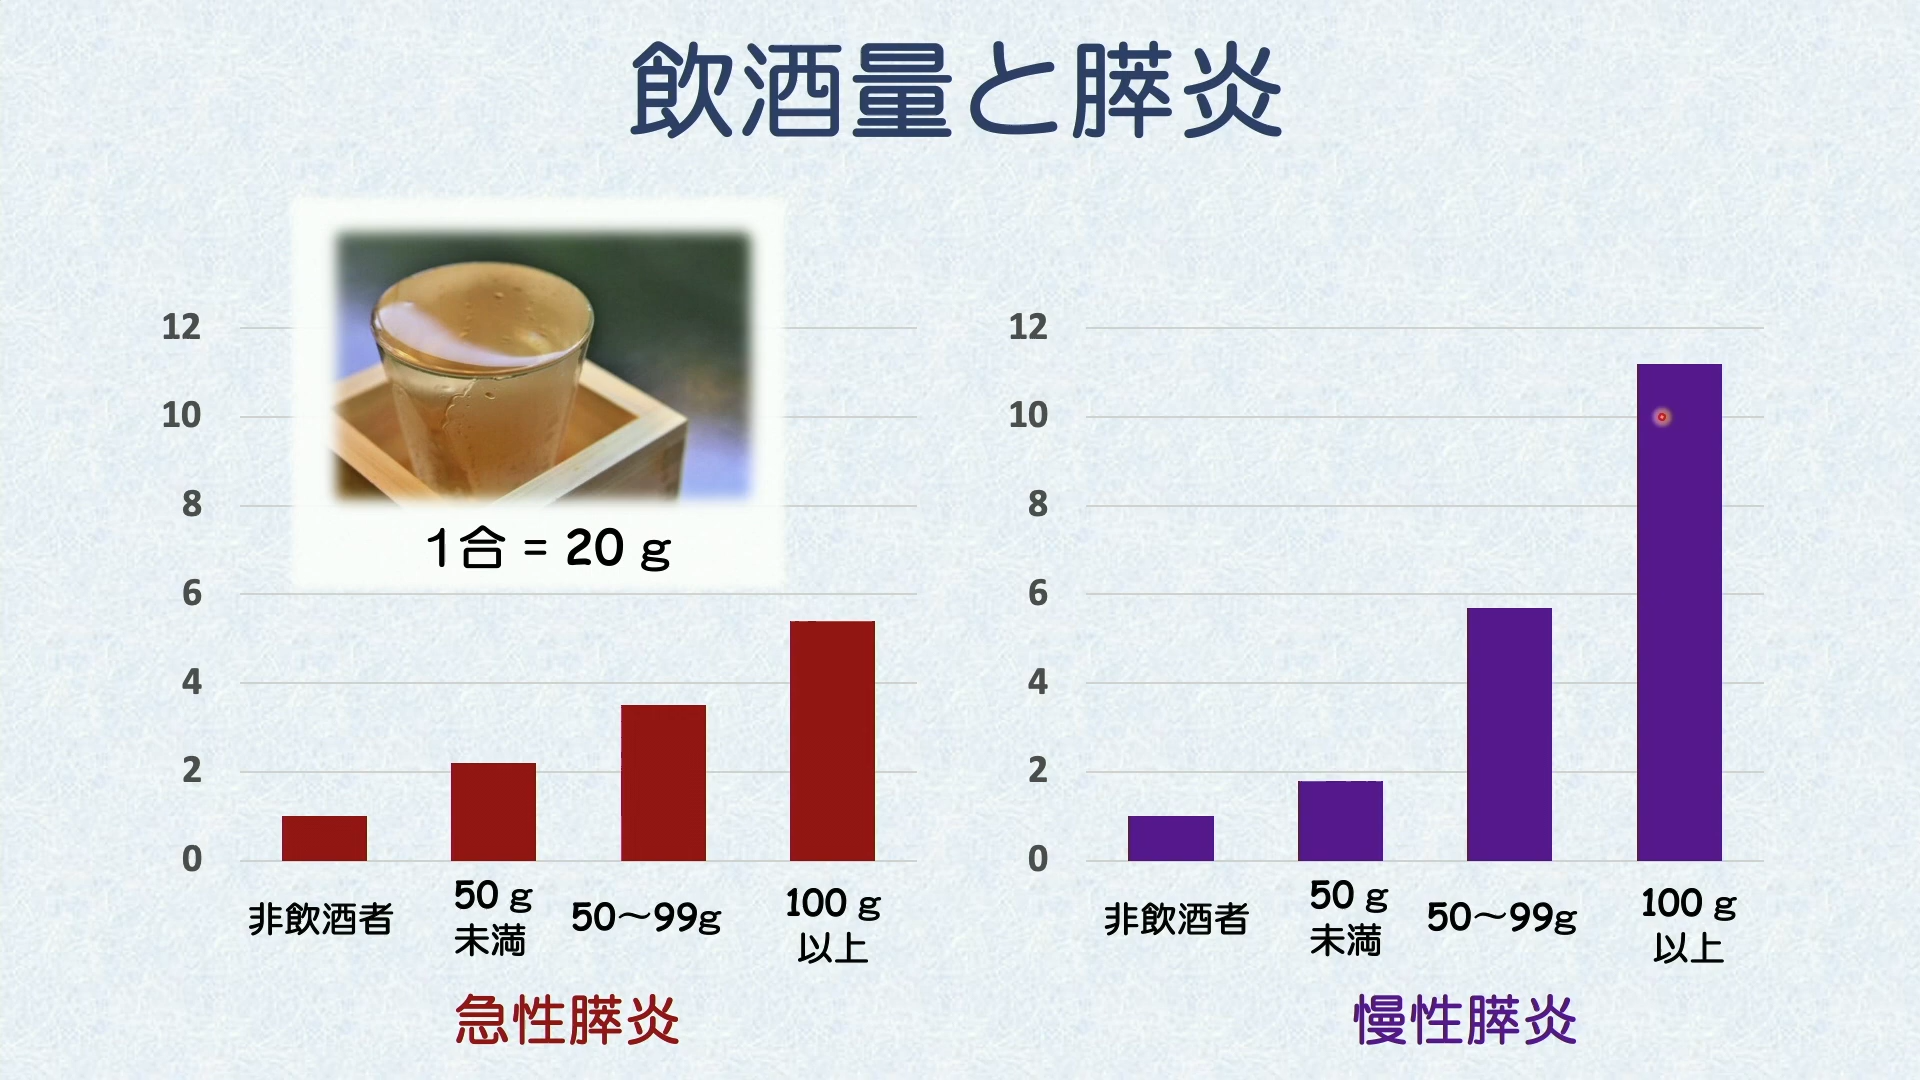 飲酒量と膵炎
1合 = 20 g
12
10
8
6
4
2
0
非飲酒者
50 g
未満
50～99g
100 g
以上
急性膵炎
12
10
8
6
4
2
0
非飲酒者
50 g
未満
50～99g
100 g
以上
慢性膵炎